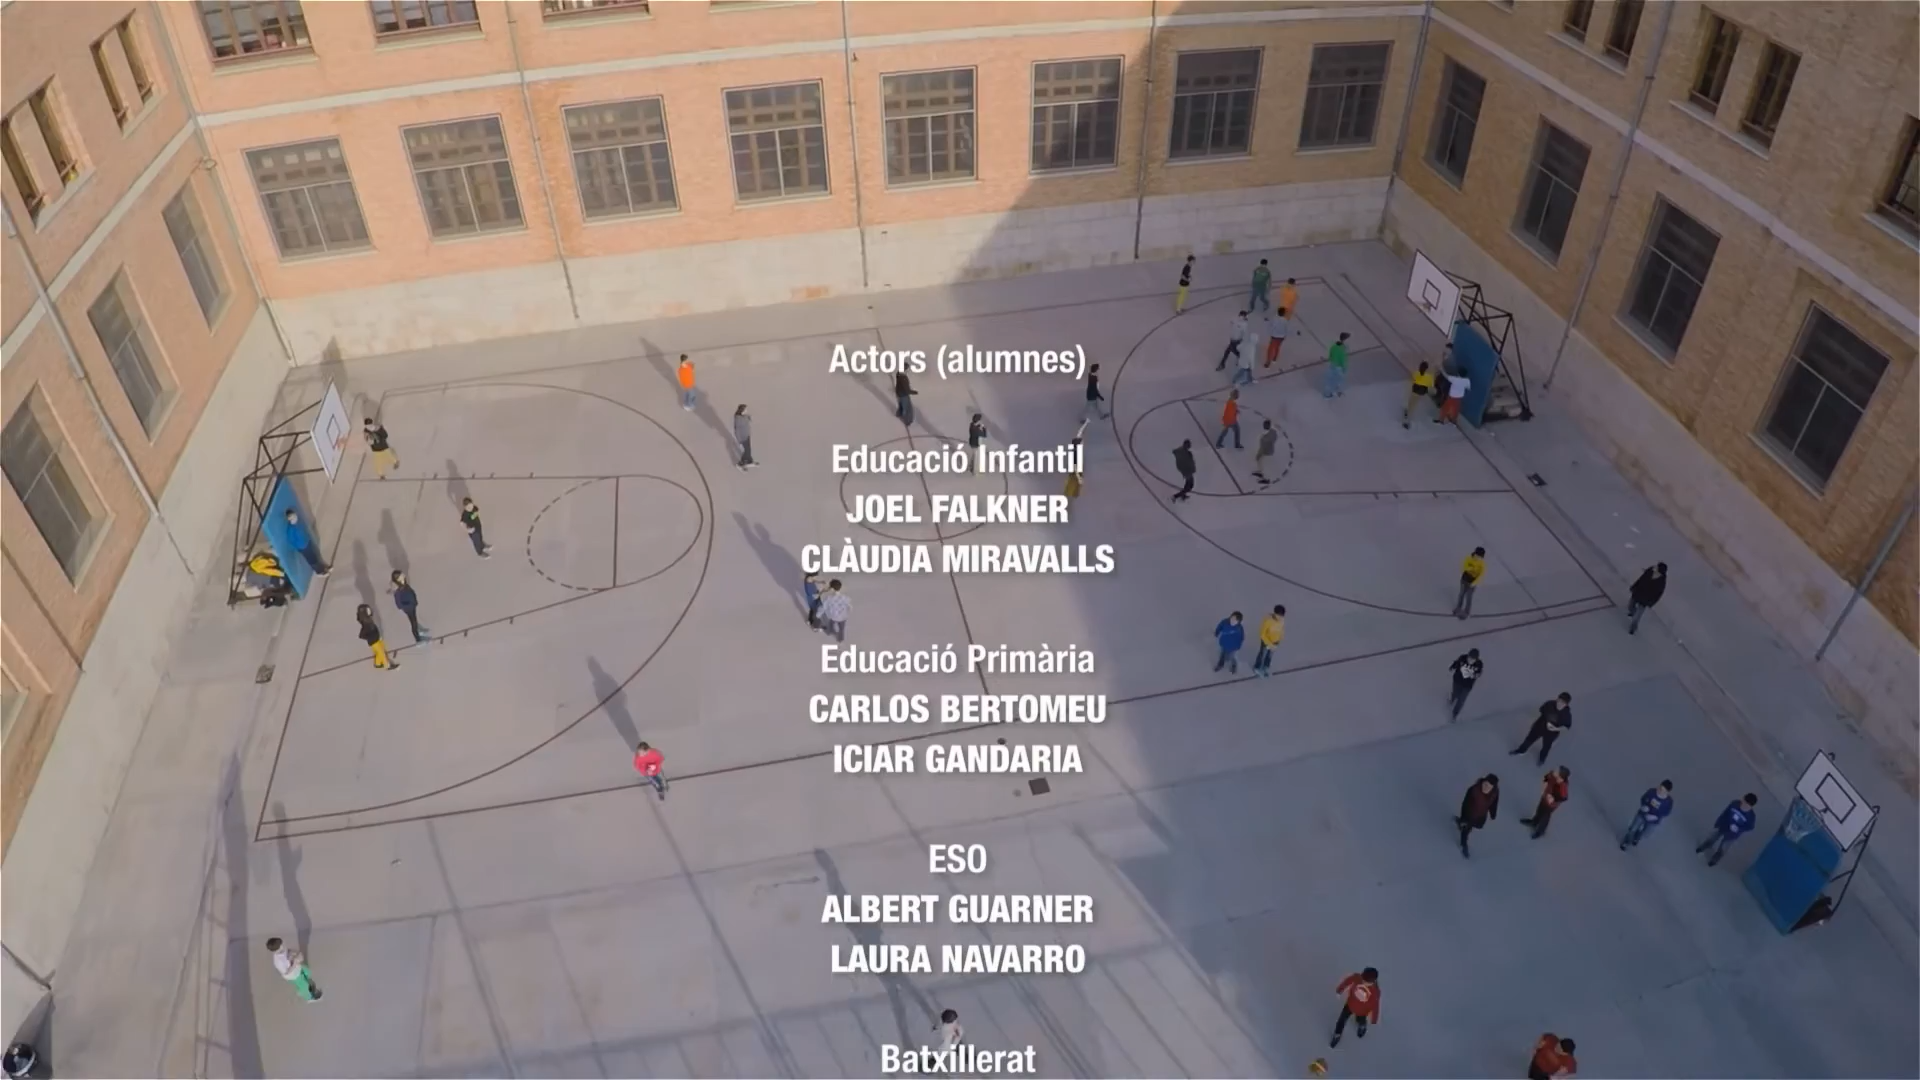 Actors (alumnes)
Educació Infantil
JOEL FALKNER
CLÀUDIA MIRAVALLS
Educació Primària
CARLOS BERTOMEU
ICIAR GANDARIA
ESO
ALBERT GUARNER
LAURA NAVARRO
Batxillerat